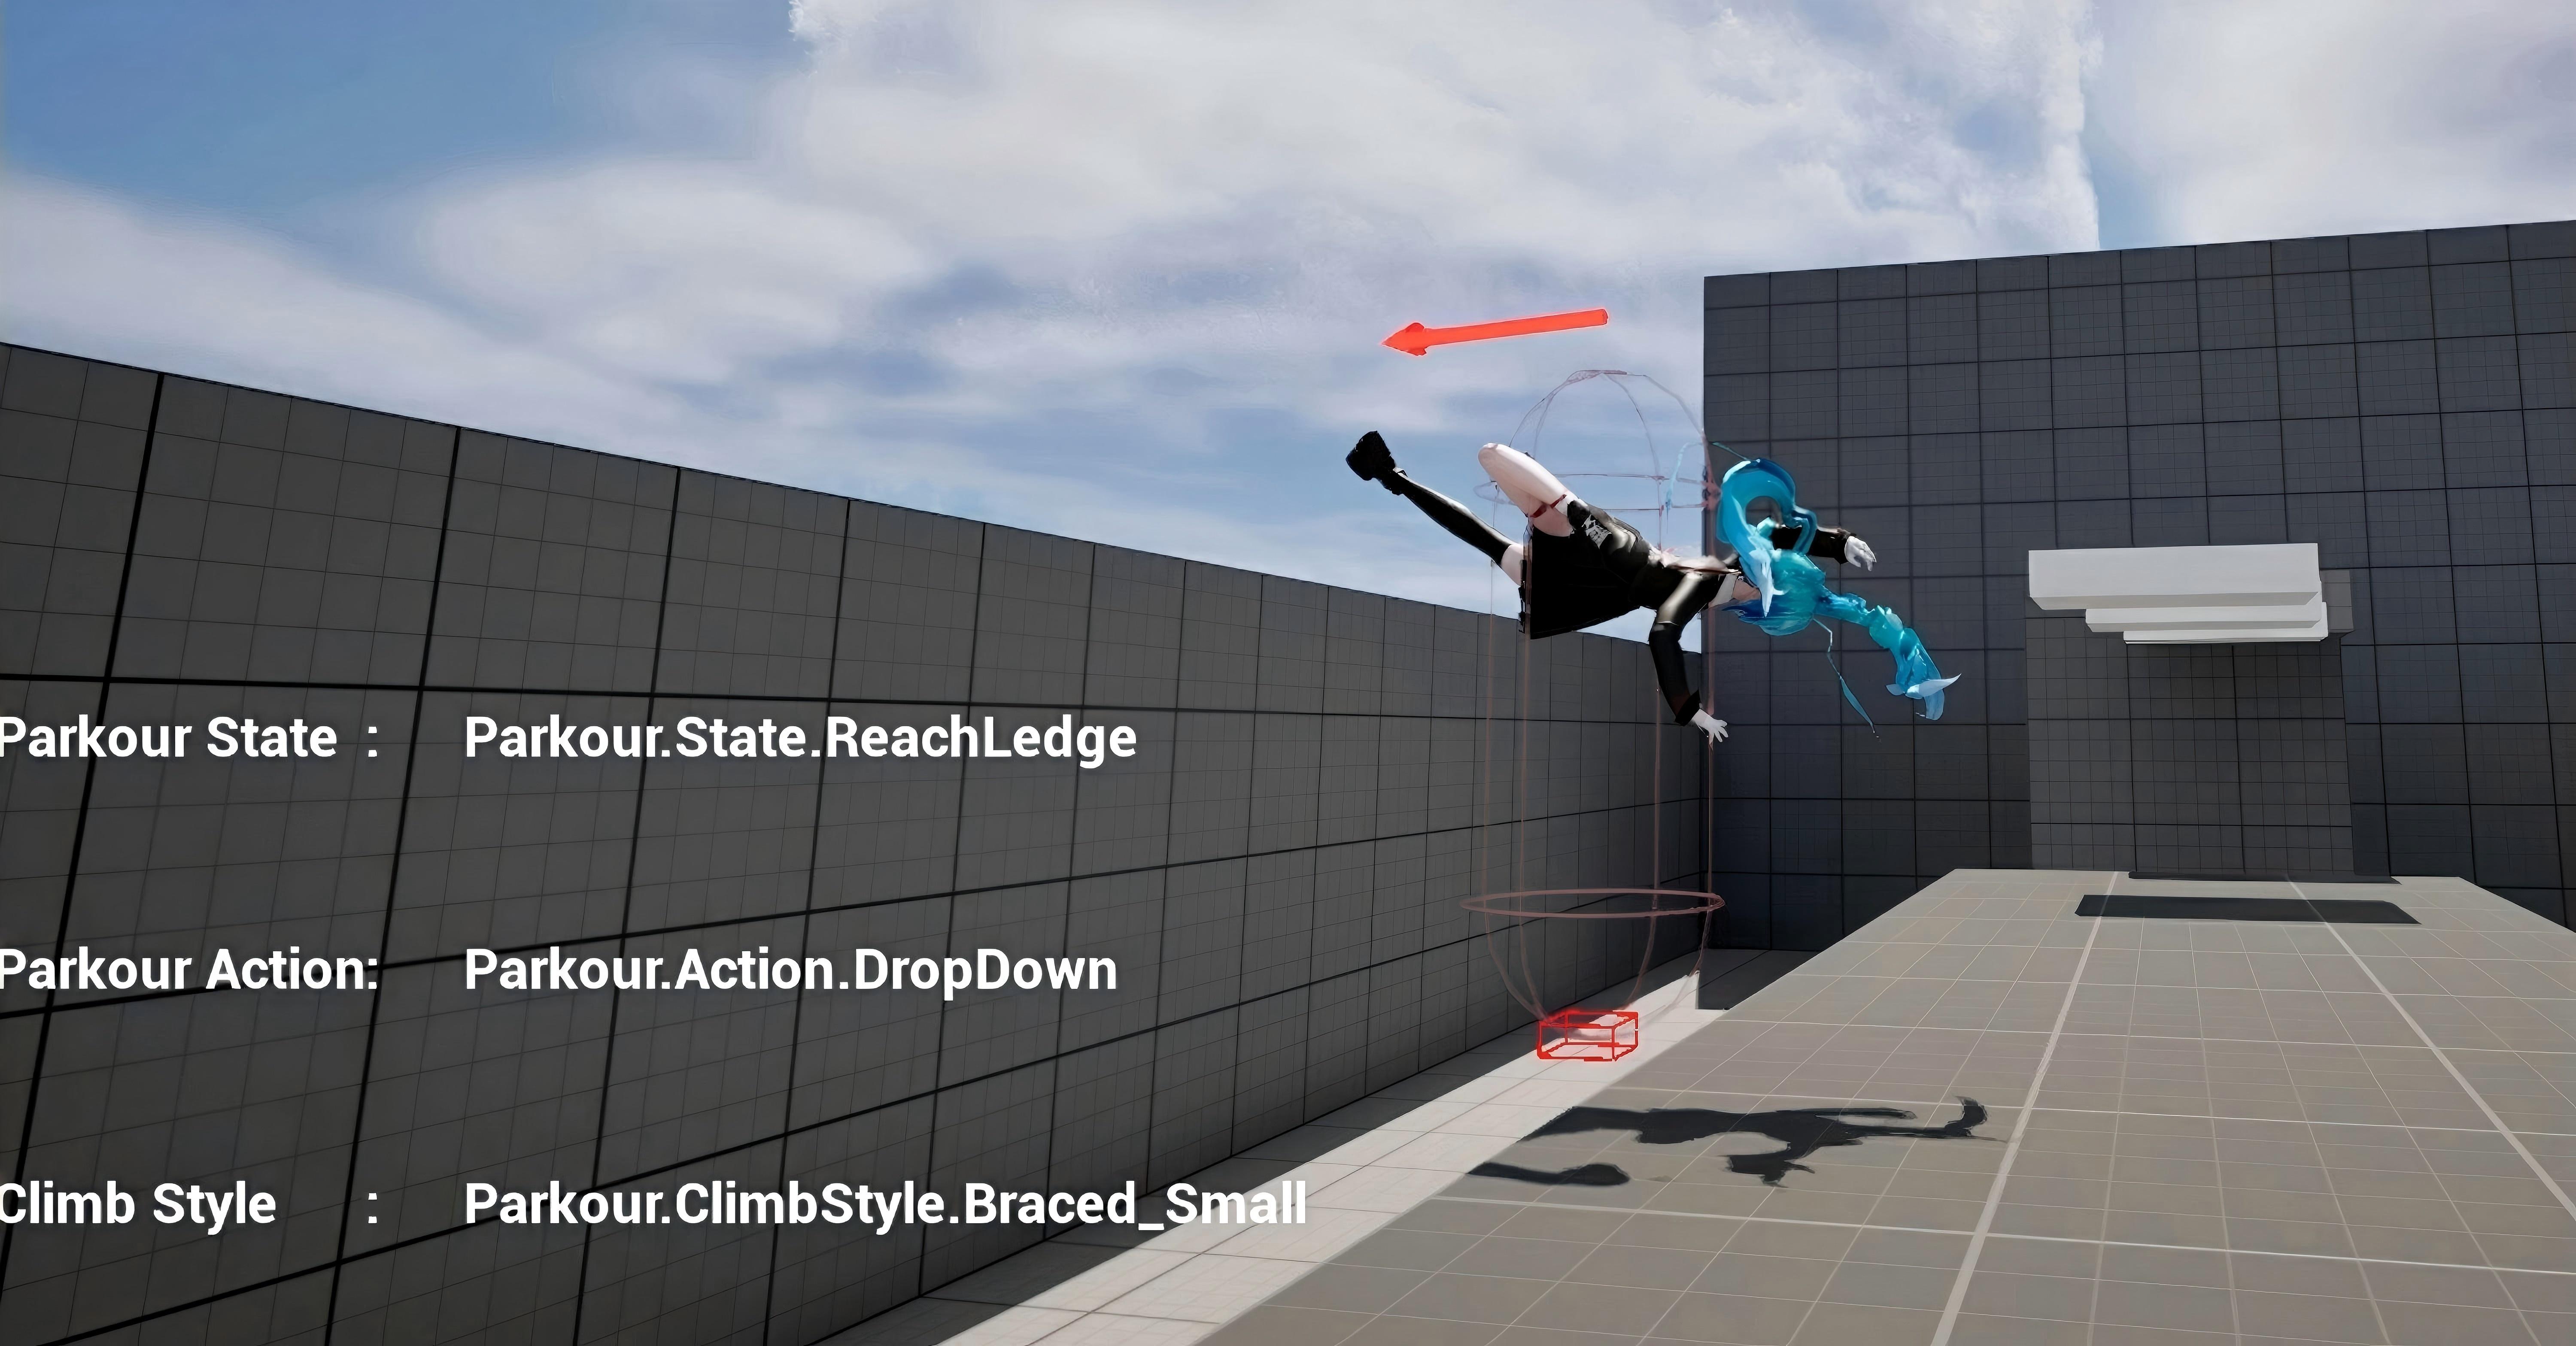 Parkour State : Parkour.State.ReachLedge
Parkour Action: Parkour.Action.DropDown
Climb Style : Parkour.ClimbStyle.Braced_Small